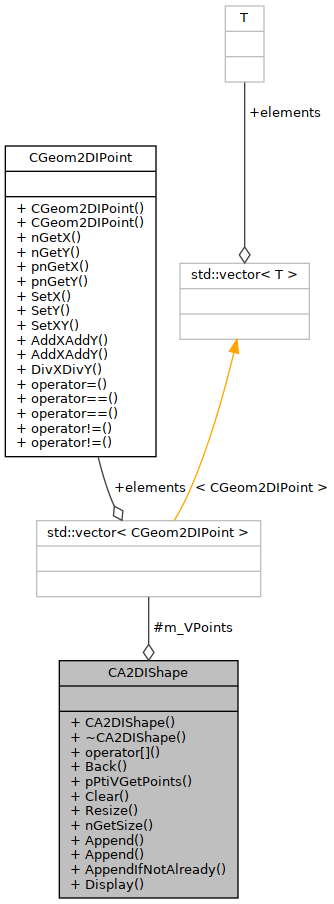 T
+elements
CGeom2DIPoint
+ CGeom2DIPoint()
+ CGeom2DIPoint()
+ nGetX()
+ nGetY()
+ pnGetX()
+ pnGetY()
+ SetX()
+ SetY()
+ SetXY()
+ AddXAddY()
+ AddXAddY()
+ DivXDivY()
+ operator=()
+ operator==()
+ operator==()
+ operator!=()
+ operator!=()
std::vector< T >
+elements
< CGeom2DIPoint >
std::vector< CGeom2DIPoint >
#m_VPoints
CA2DIShape
+ CA2DIShape()
+ ~CA2DIShape()
+ operator[]()
+ Back()
+ pPtiVGetPoints()
+ Clear()
+ Resize()
+ nGetSize()
+ Append()
+ Append()
+ AppendIfNotAlready()
+ Display()